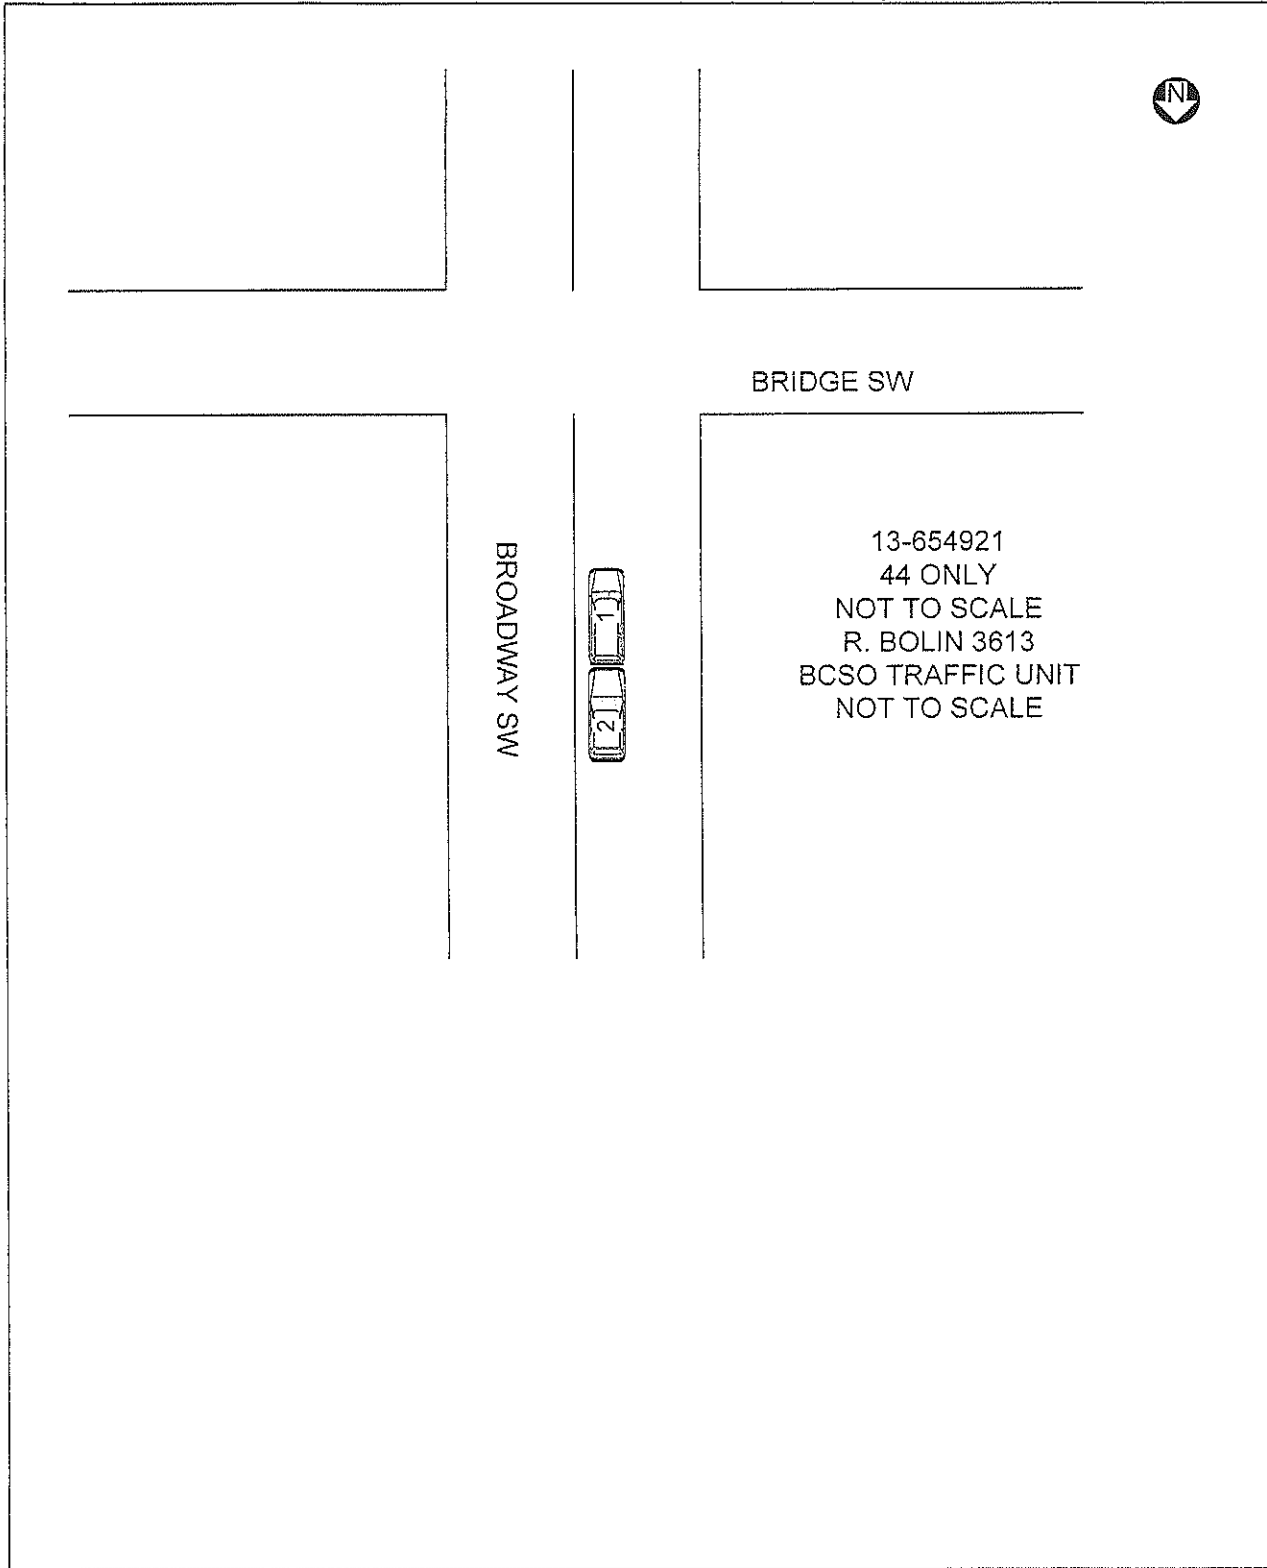 N
BRIDGE SW
BROADWAY SW
1
2
13-654921
44 ONLY
NOT TO SCALE
R. BOLIN 3613
BCSO TRAFFIC UNIT
NOT TO SCALE